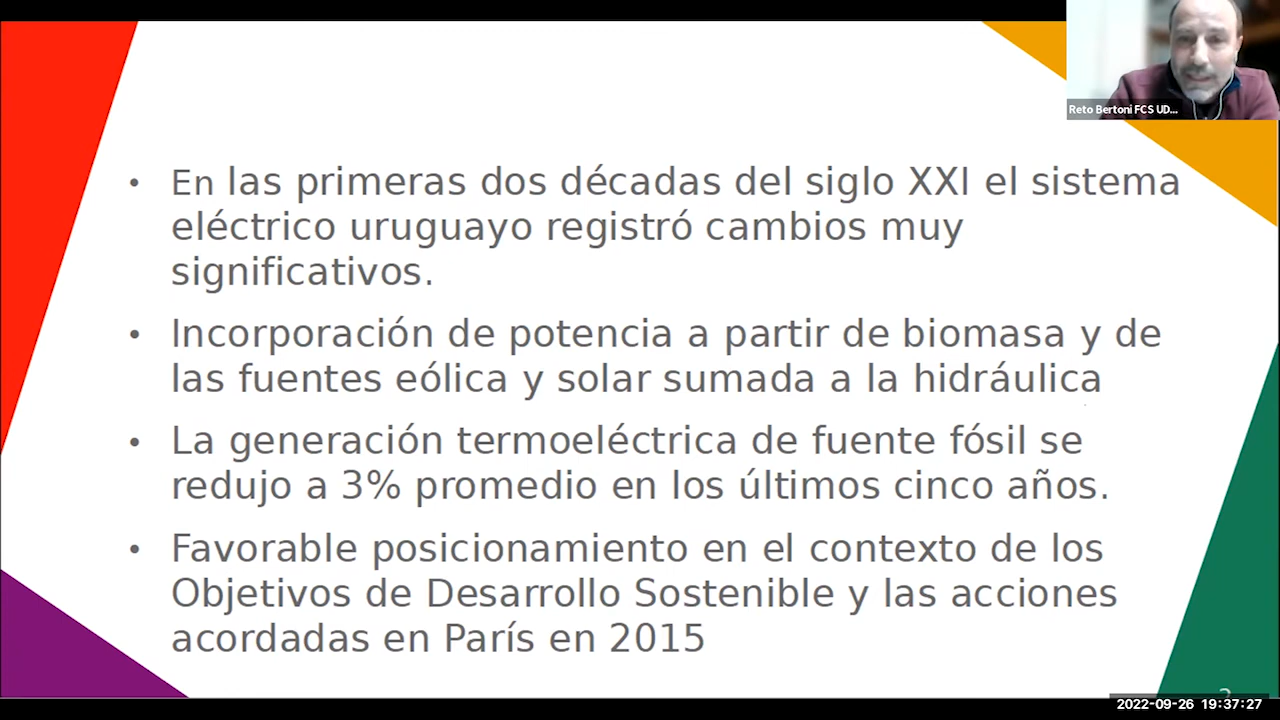 Reto Bertoni FCS UD...
• En las primeras dos décadas del siglo XXI el sistema
eléctrico uruguayo registró cambios muy
significativos.
• Incorporación de potencia a partir de biomasa y de
las fuentes eólica y solar sumada a la hidráulica
• La generación termoeléctrica de fuente fósil se
redujo a 3% promedio en los últimos cinco años.
• Favorable posicionamiento en el contexto de los
Objetivos de Desarrollo Sostenible y las acciones
acordadas en París en 2015
2022-09-26 19:37:27